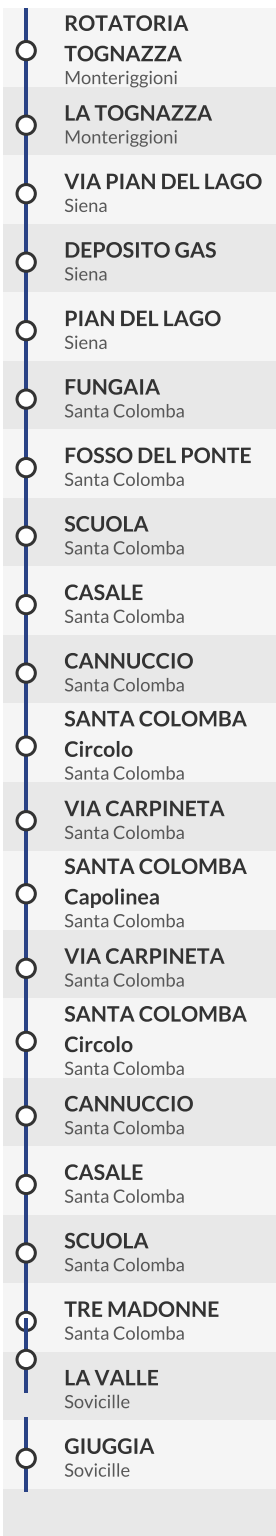 ROTATORIA
TOGNAZZA
Monteriggioni
LA TOGNAZZA
Monteriggioni
VIA PIAN DEL LAGO
Siena
DEPOSITO GAS
Siena
PIAN DEL LAGO
Siena
FUNGAIA
Santa Colomba
FOSSO DEL PONTE
Santa Colomba
SCUOLA
Santa Colomba
CASALE
Santa Colomba
CANNUCCIO
Santa Colomba
SANTA COLOMBA
Circolo
Santa Colomba
VIA CARPINETA
Santa Colomba
SANTA COLOMBA
Capolinea
Santa Colomba
VIA CARPINETA
Santa Colomba
SANTA COLOMBA
Circolo
Santa Colomba
CANNUCCIO
Santa Colomba
CASALE
Santa Colomba
SCUOLA
Santa Colomba
TRE MADONNE
Santa Colomba
LA VALLE
Sovicille
GIUGGIA
Sovicille